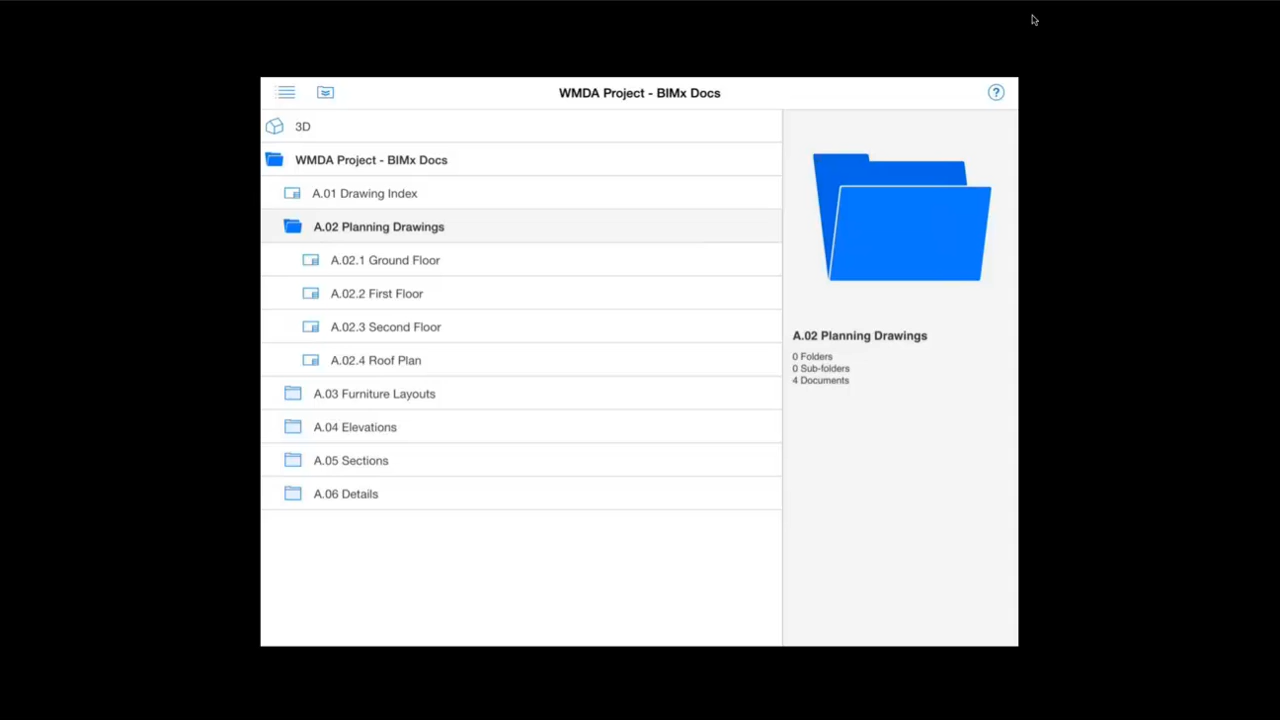 WMDA Project - BIMx Docs
?
3D
WMDA Project - BIMx Docs
A.01 Drawing Index
A.02 Planning Drawings
A.02.1 Ground Floor
A.02.2 First Floor
A.02.3 Second Floor
A.02.4 Roof Plan
A.03 Furniture Layouts
A.04 Elevations
A.05 Sections
A.06 Details
A.02 Planning Drawings
0 Folders
0 Sub-folders
4 Documents